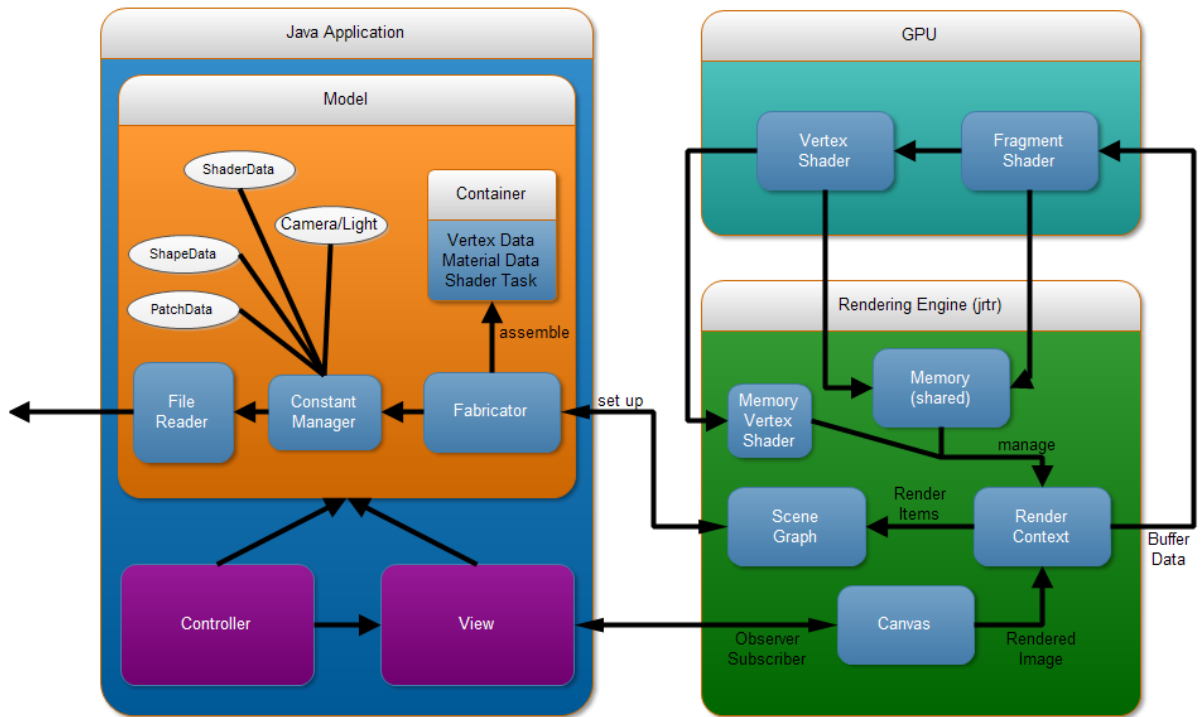 Java Application
Model
ShaderData
Camera/Light
ShapeData
PatchData
Container
Vertex Data
Material Data
Shader Task
assemble
File
Reader
Constant
Manager
Fabricator
Controller
View
set up
GPU
Vertex
Shader
Fragment
Shader
Rendering Engine (jrtr)
Memory
(shared)
Memory
Vertex
Shader
manage
Scene
Graph
Render
Items
Render
Context
Buffer
Data
Canvas
Observer
Subscriber
Rendered
Image